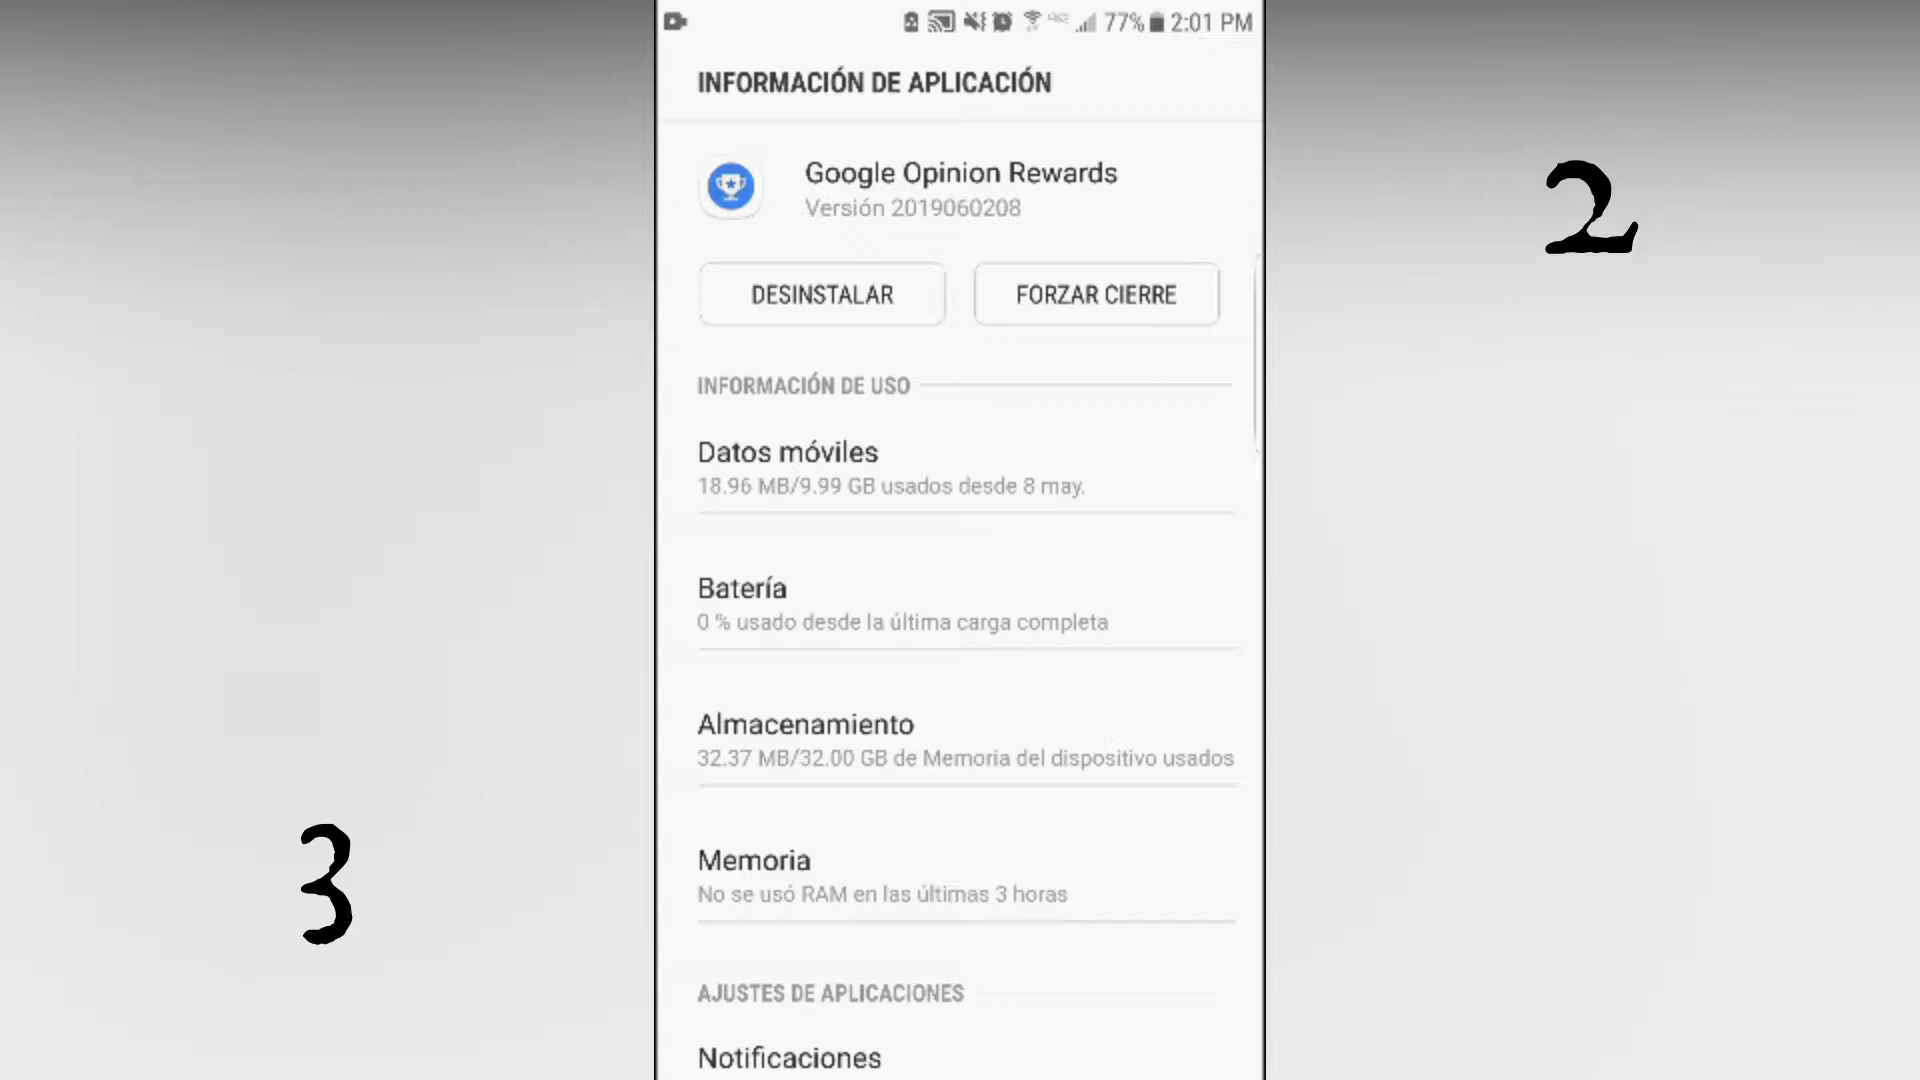 77% 2:01 PM
INFORMACIÓN DE APLICACIÓN
Google Opinion Rewards
Versión 2019060208
DESINSTALAR FORZAR CIERRE
INFORMACIÓN DE USO
Datos móviles
18.96 MB/9.99 GB usados desde 8 may.
Batería
0 % usado desde la última carga completa
Almacenamiento
32.37 MB/32.00 GB de Memoria del dispositivo usados
Memoria
No se usó RAM en las últimas 3 horas
AJUSTES DE APLICACIONES
Notificaciones
2
3